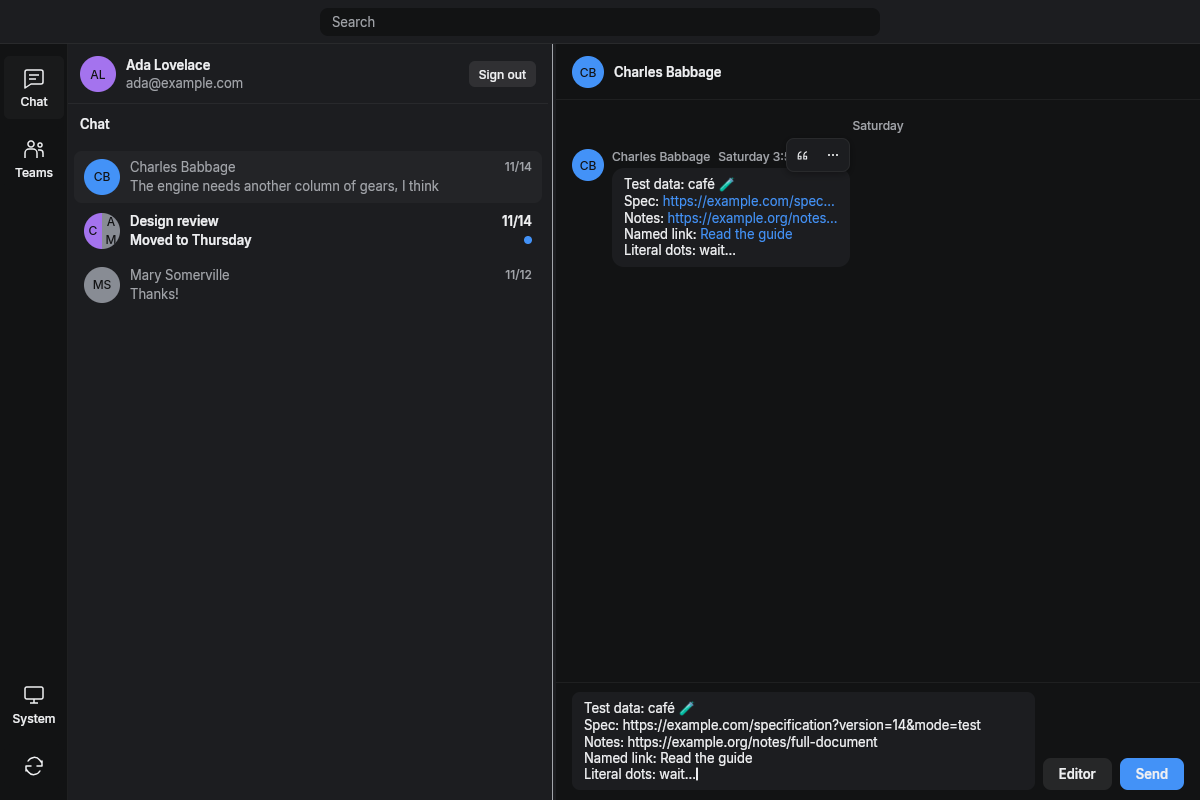 Search
Chat
Teams
System
AL
Ada Lovelace
ada@example.com
Sign out
Chat
CB
Charles Babbage
11/14
The engine needs another column of gears, I think
C
A
M
Design review
11/14
Moved to Thursday
MS
Mary Somerville
11/12
Thanks!
CB
Charles Babbage
Saturday
CB
Charles Babbage Saturday
Test data: café 🧪
Spec: https://example.com/spec...
Notes: https://example.org/notes...
Named link: Read the guide
Literal dots: wait...
Test data: café 🧪
Spec: https://example.com/specification?version=14&mode=test
Notes: https://example.org/notes/full-document
Named link: Read the guide
Literal dots: wait...
Editor
Send